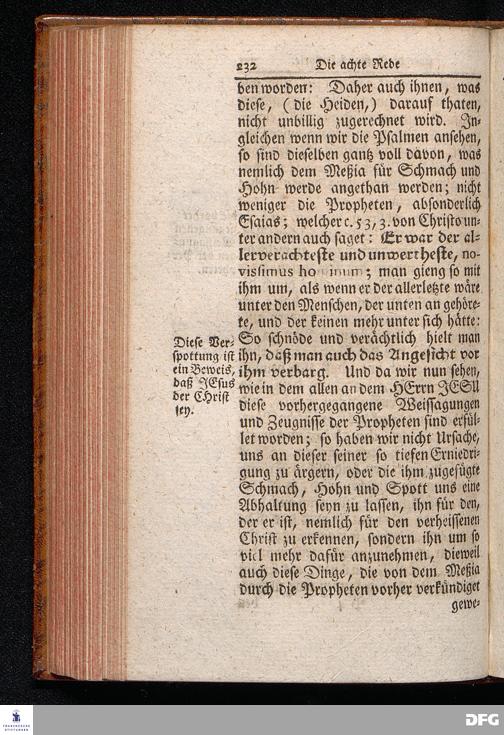 232 Die achte Rede
ben worden: Daher auch ihnen, was
diese, (die Heiden,) darauf thaten,
nicht unbillig zugerechnet wird. In-
gleichen wenn wir die Psalmen ansehen,
so sind dieselben gantz voll davon, was
nemlich dem Meßia für Schmach und
Hohn werde angethan werden; nicht
weniger die Propheten, absonderlich
Esaias; welcher c. 53, 3. von Christo un-
ter andern auch saget: Er war der al-
lerverachteste und unwertheste, no-
vissimus hominum; man gieng so mit
ihm um, als wenn er der allerletzte wäre
unter den Menschen, der unten an gehöre-
te, und der keinen mehr unter sich hätte:
So schnöde und verächtlich hielt man
ihn, daß man auch das Angesicht vor
ihm verbarg. Und da wir nun sehen,
wie in dem allen an dem HErrn JESU
diese vorhergegangene Weissagungen
und Zeugnisse der Propheten sind erfül-
let worden; so haben wir nicht Ursache,
uns an dieser seiner so tiefen Erniedri-
gung zu ärgern, oder die ihm zugefügte
Schmach, Hohn und Spott uns eine
Abhaltung seyn zu lassen, ihn für den,
der er ist, nemlich für den verheissenen
Christ zu erkennen, sondern ihn um so
viel mehr dafür anzunehmen, dieweil
auch diese Dinge, die von dem Meßia
durch die Propheten vorher verkündiget
gewe-
Diese Ver-
spottung ist
ein Beweis,
daß JEsus
der CHrist
sey.
FRANCKESCHE
STIFTUNGEN
DFG